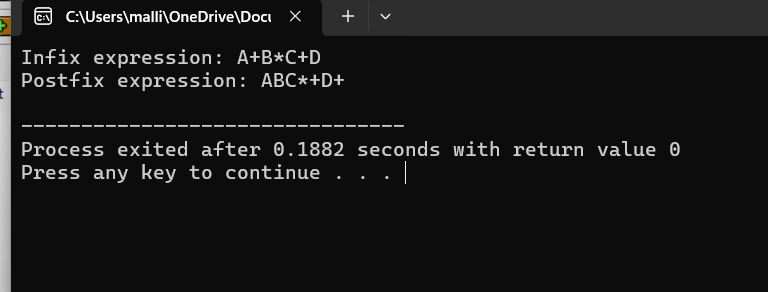 C:\Users\malli\OneDrive\Docu
Infix expression: A+B*C+D
Postfix expression: ABC*+D+
--------------------------------
Process exited after 0.1882 seconds with return value 0
Press any key to continue . . .